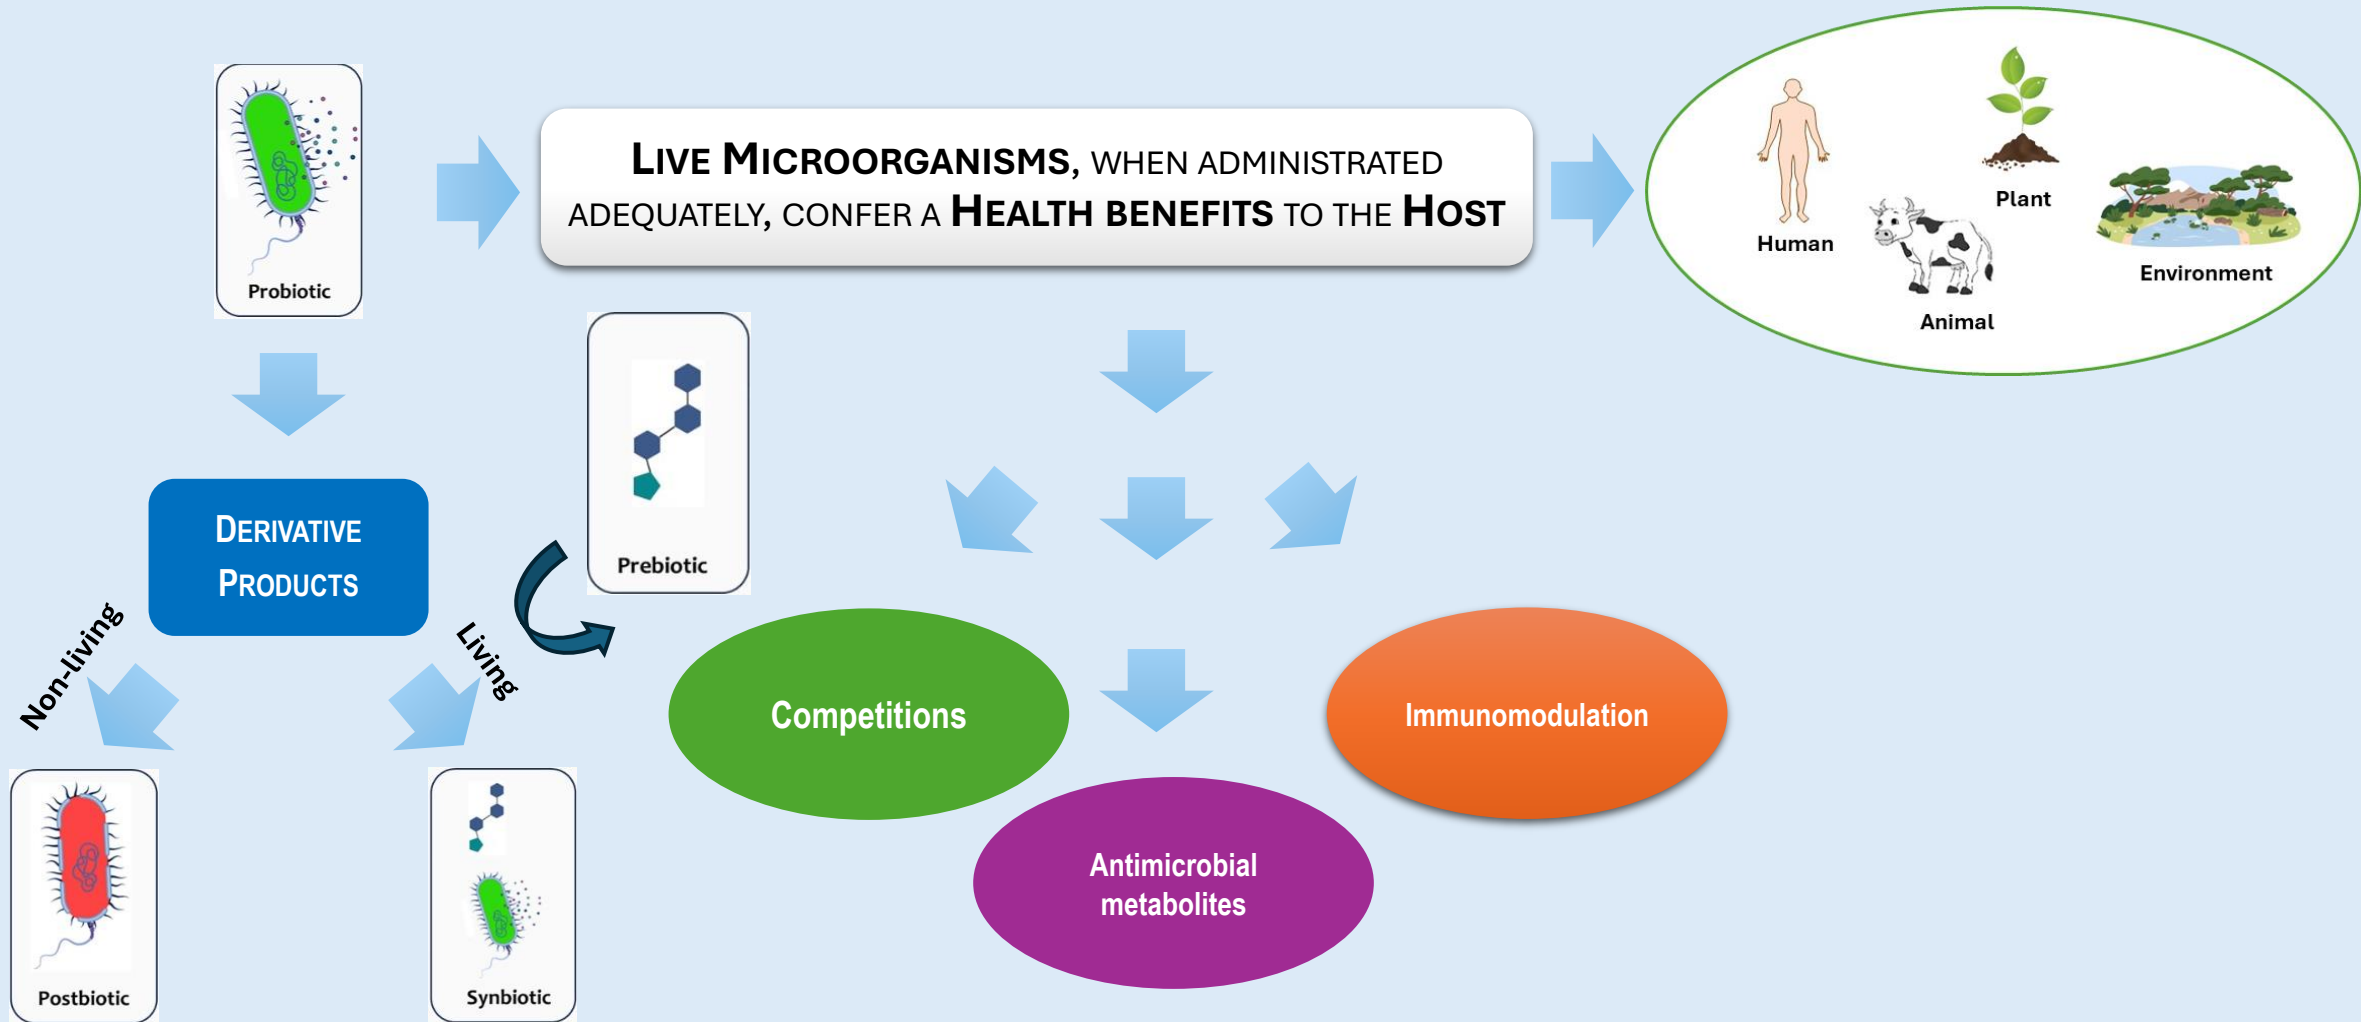 Probiotic
LIVE MICROORGANISMS, WHEN ADMINISTRATED
ADEQUATELY, CONFER A HEALTH BENEFITS TO THE HOST
Human
Plant
Animal
Environment
Prebiotic
DERIVATIVE
PRODUCTS
Non-living
Living
Postbiotic
Synbiotic
Competitions
Antimicrobial
metabolites
Immunomodulation